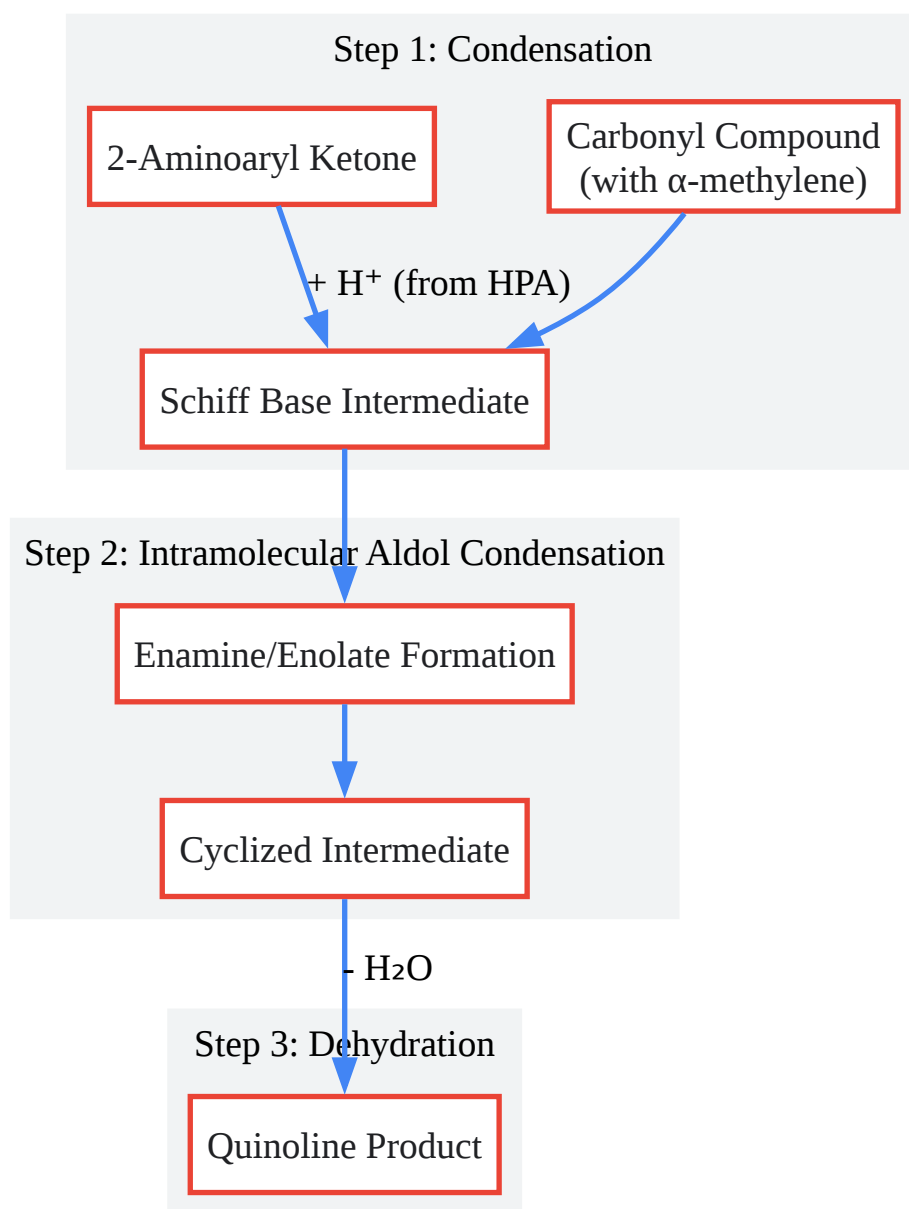 Step 1: Condensation
2-Aminoaryl Ketone
Carbonyl Compound
(with α-methylene)
+ H⁺ (from HPA)
Schiff Base Intermediate
Step 2: Intramolecular Aldol Condensation
Enamine/Enolate Formation
Cyclized Intermediate
- H₂O
Step 3: Dehydration
Quinoline Product